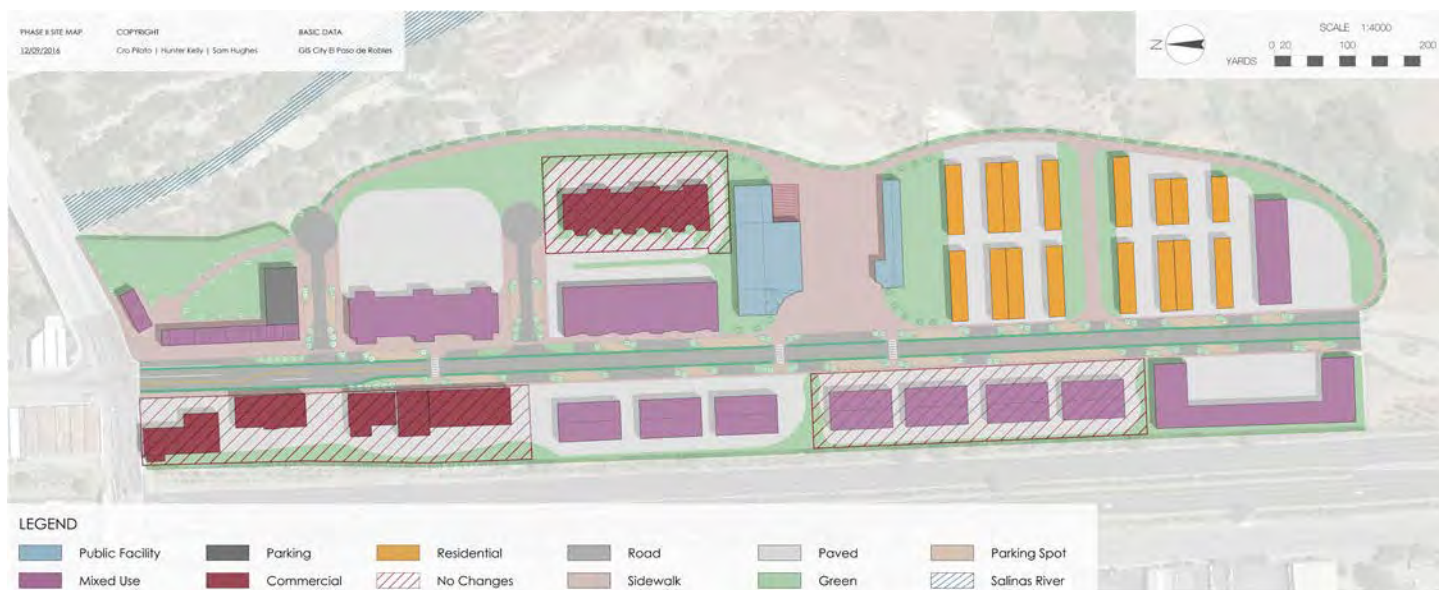 PHASE II SITE MAP
12/09/2016
COPYRIGHT
Cro Piloto | Hunter Kelly | Sam Hughes
BASIC DATA
GIS City El Paso de Robles
N
SCALE 1:4000
0 20 100 200
YARDS
LEGEND
Public Facility
Parking
Residential
Road
Paved
Parking Spot
Mixed Use
Commercial
No Changes
Sidewalk
Green
Salinas River